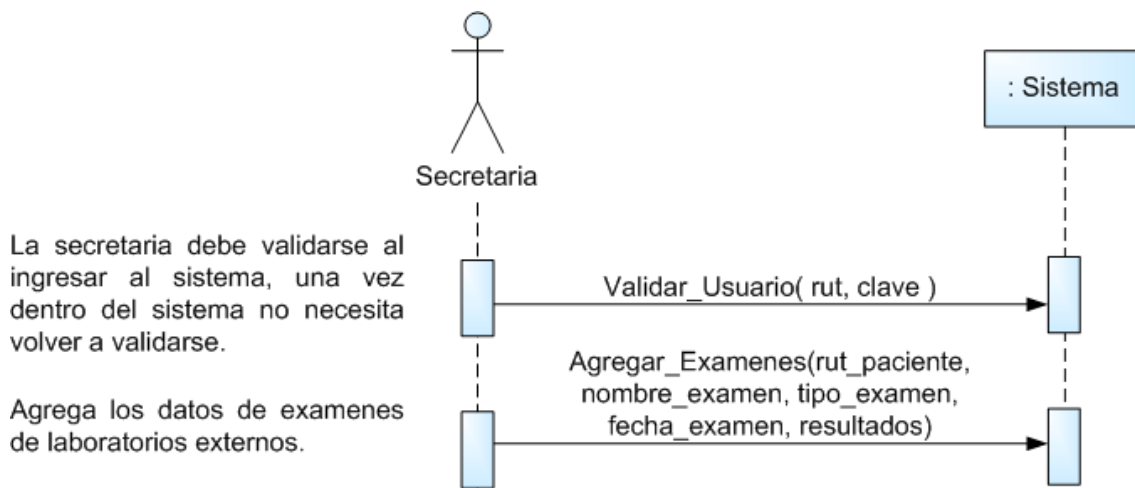 : Sistema
Secretaria
La secretaria debe validarse al
ingresar al sistema, una vez
dentro del sistema no necesita
volver a validarse.
Validar_Usuario( rut, clave )
Agrega los datos de examenes
de laboratorios externos.
Agregar_Examenes(rut_paciente,
nombre_examen, tipo_examen,
fecha_examen, resultados)